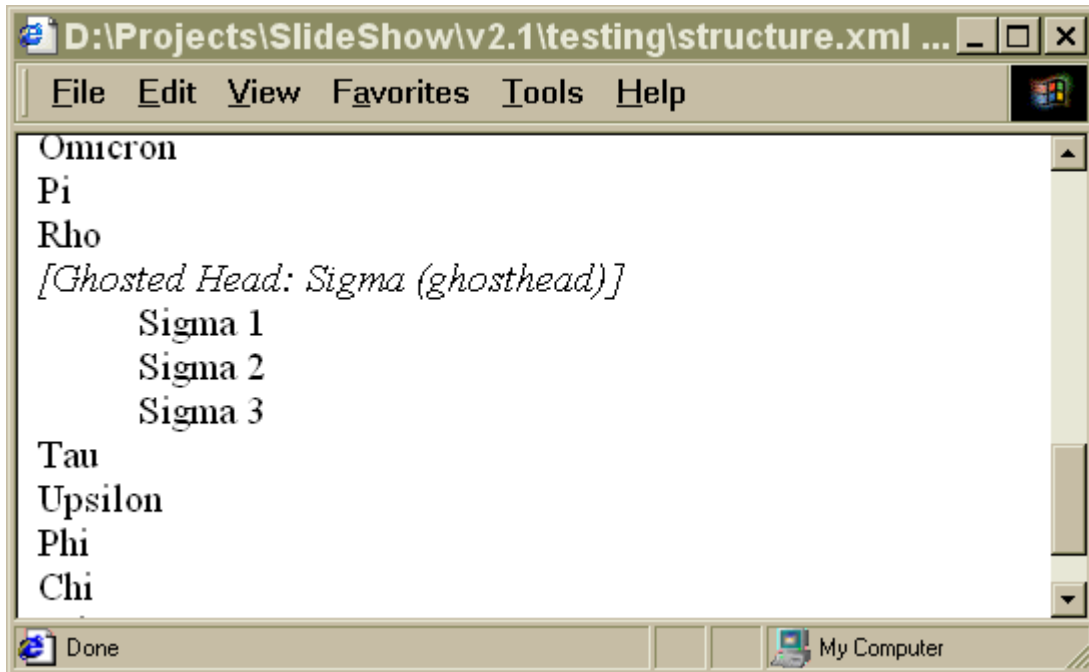 D:\Projects\SlideShow\v2.1\testing\structure.xml ...
File Edit View Favorites Tools Help
Omicron
Pi
Rho
[Ghosted Head: Sigma (ghosthead)]
Sigma 1
Sigma 2
Sigma 3
Tau
Upsilon
Phi
Chi
Done My Computer